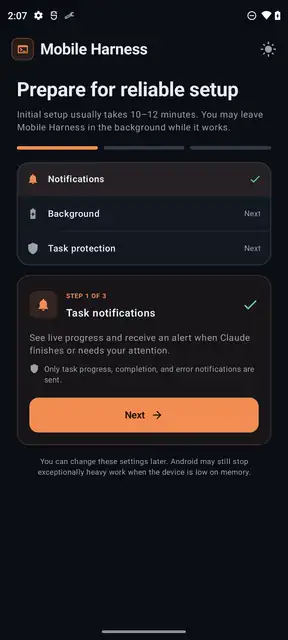 2:07
Mobile Harness
Prepare for reliable setup
Initial setup usually takes 10–12 minutes. You may leave
Mobile Harness in the background while it works.
Notifications
Background
Next
Task protection
Next
STEP 1 OF 3
Task notifications
See live progress and receive an alert when Claude
finishes or needs your attention.
Only task progress, completion, and error notifications are
sent.
Next →
You can change these settings later. Android may still stop
exceptionally heavy work when the device is low on memory.